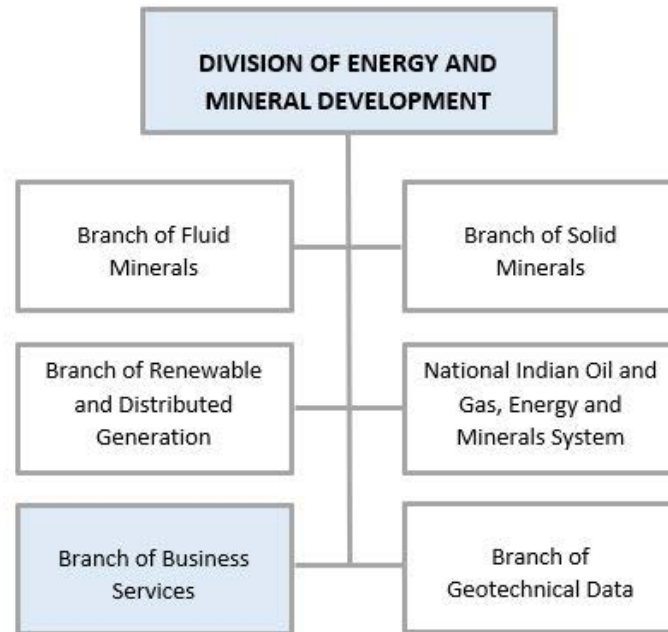 DIVISION OF ENERGY AND
MINERAL DEVELOPMENT
Branch of Fluid
Minerals
Branch of Solid
Minerals
Branch of Renewable
and Distributed
Generation
National Indian Oil and
Gas, Energy and
Minerals System
Branch of Business
Services
Branch of
Geotechnical Data